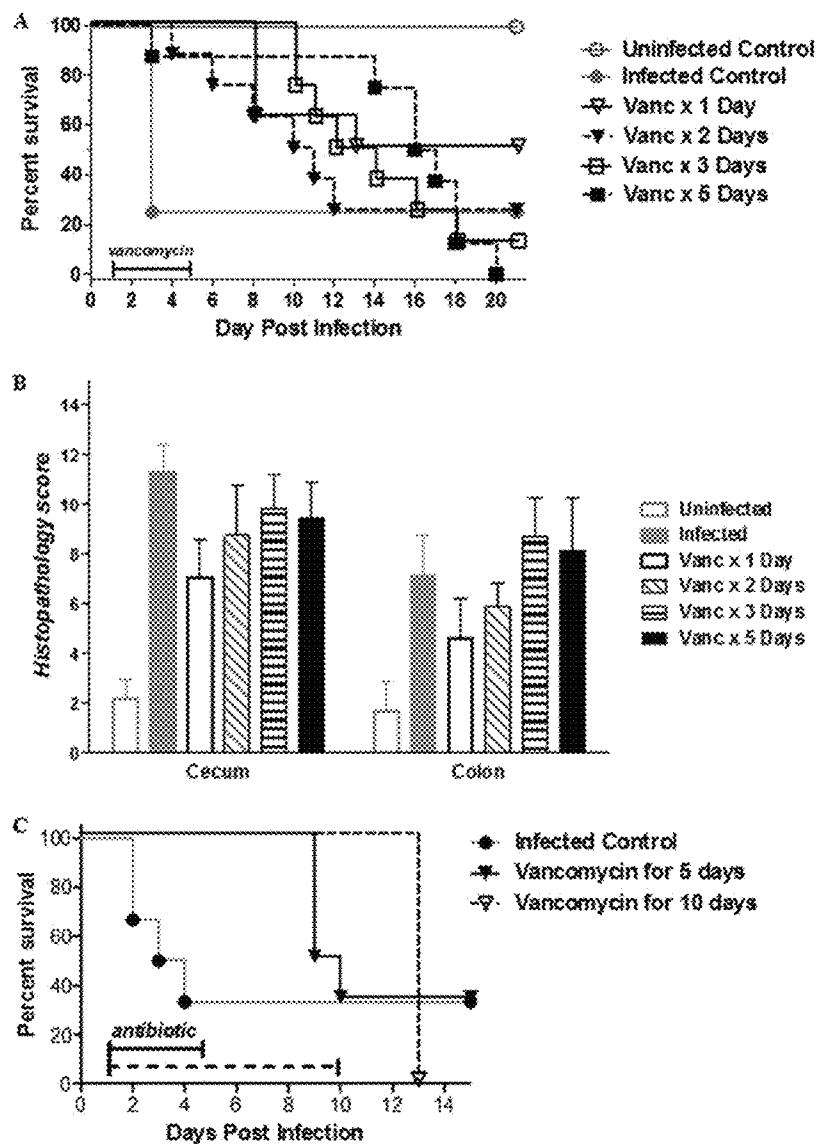 A
Percent survival
100
80
60
40
20
0
vancomycin
0 2 4 6 8 10 12 14 16 18 20
Day Post Infection
Uninfected Control
Infected Control
Vanc x 1 Day
Vanc x 2 Days
Vanc x 3 Days
Vanc x 5 Days
B
Histopathology score
14
12
10
8
6
4
2
0
Cecum Colon
Uninfected
Infected
Vanc x 1 Day
Vanc x 2 Days
Vanc x 3 Days
Vanc x 5 Days
C
Percent survival
100
80
60
40
20
0
antibiotic
0 2 4 6 8 10 12 14
Days Post Infection
Infected Control
Vancomycin for 5 days
Vancomycin for 10 days